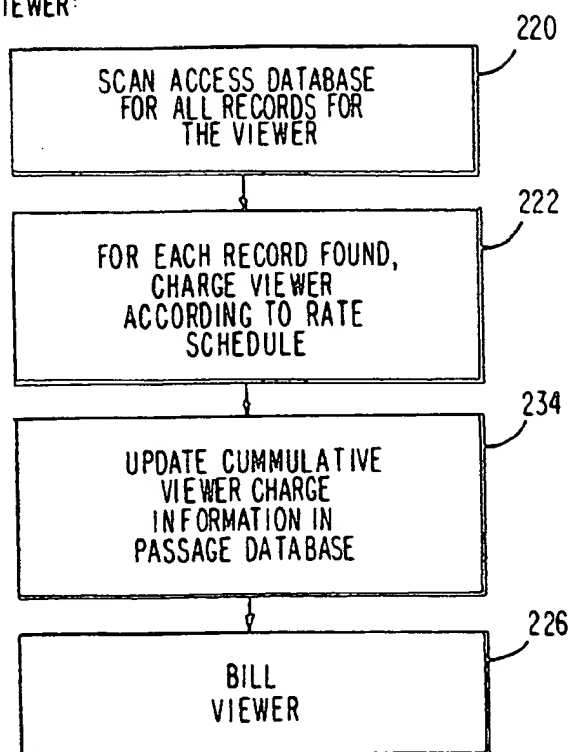 220
SCAN ACCESS DATABASE
FOR ALL RECORDS FOR
THE VIEWER
222
FOR EACH RECORD FOUND,
CHARGE VIEWER
ACCORDING TO RATE
SCHEDULE
234
UPDATE CUMMULATIVE
VIEWER CHARGE
INFORMATION IN
PASSAGE DATABASE
226
BILL
VIEWER